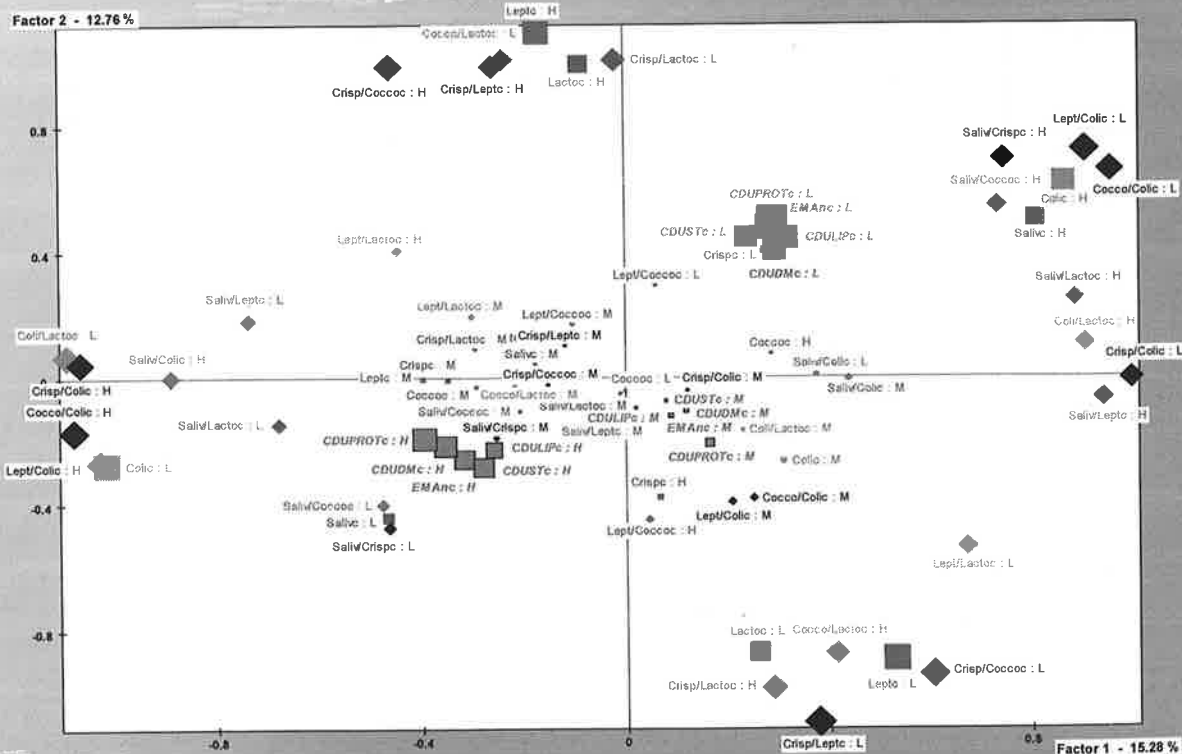 Lepto : H
Factor 2 - 12.76 %
Cocco/Lactoc : L
Crisp/Lactoc : L
Lactoc : H
Crisp/Coccoc : H
Crisp/Leptc : H
0.8
Lept/Colic : L
Saliv/Crispc : H
Saliv/Coccoc : H
Cocco/Colic : L
Colic : H
CDUPROTc : L
EMAnc : L
Salivc : H
CDUSTc : L
CDULIPc : L
Lept/Lactoc : H
Crispc : L
0.4
CDUDMc : L
Lept/Coccoc : L
Saliv/Lactoc : H
Saliv/Leptc : L
Lept/Lactoc : M
Lept/Coccoc : M
Coli/Lactoc : H
Coli/Lactoc : L
Crisp/Lactoc : M
Crisp/Leptc : M
Coccoc : H
Crisp/Colic : L
Saliv/Colic : H
Salivc : M
Saliv/Colic : L
Crispc : M
Leptc : M
Crisp/Coccoc : M
Coccoc : L
Crisp/Colic : M
0
Saliv/Colic : M
Crisp/Colic : H
Coccoc : M
Cocco/Lactoc : M
CDUSTc : M
Saliv/Leptc : H
Cocco/Colic : H
Saliv/Coccoc : M
Saliv/Lactoc : M
CDULIPc : M
CDUDMc : M
Saliv/Lactoc : L
Saliv/Crispc : M
Saliv/Leptc : M
EMAnc : M
Coli/Lactoc : M
CDUPROTc : H
CDULIPc : H
CDUPROTc : M
Lept/Colic : H
Colic : L
CDUDMc : H
CDUSTc : H
Colic : M
EMAnc : H
Crispc : H
Saliv/Coccoc : L
Cocco/Colic : M
-0.4
Salivc : L
Lept/Colic : M
Lept/Coccoc : H
Saliv/Crispc : L
Lept/Lactoc : L
-0.8
Lactoc : L
Cocco/Lactoc : H
Crisp/Coccoc : L
Crisp/Lactoc : H
Lepto : L
Crisp/Leptc : L
-0.8
-0.4
0
0.8
Factor 1 - 15.28 %